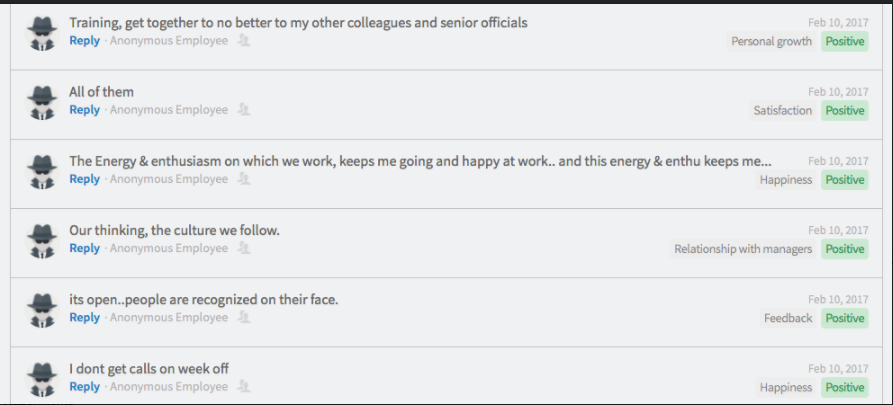 Training, get together to no better to my other colleagues and senior officials
Feb 10, 2017
Reply · Anonymous Employee
Personal growth
Positive
All of them
Feb 10, 2017
Reply · Anonymous Employee
Satisfaction
Positive
The Energy & enthusiasm on which we work, keeps me going and happy at work.. and this energy & enthu keeps me...
Feb 10, 2017
Reply · Anonymous Employee
Happiness
Positive
Our thinking, the culture we follow.
Feb 10, 2017
Reply · Anonymous Employee
Relationship with managers
Positive
its open..people are recognized on their face.
Feb 10, 2017
Reply · Anonymous Employee
Feedback
Positive
I dont get calls on week off
Feb 10, 2017
Reply · Anonymous Employee
Happiness
Positive